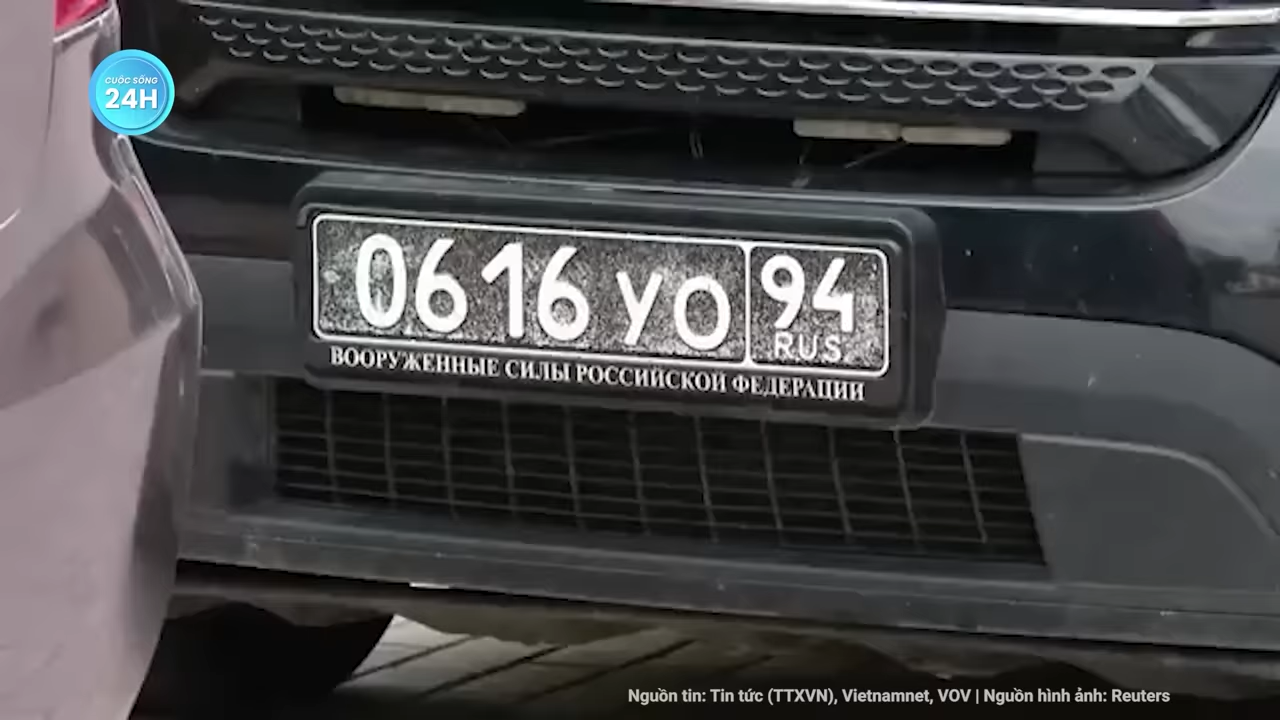 CUỘC SỐNG
24H
0616 УО 94
RUS
ВООРУЖЕННЫЕ СИЛЫ РОССИЙСКОЙ ФЕДЕРАЦИИ
Nguồn tin: Tin tức (TTXVN), Vietnamnet, VOV | Nguồn hình ảnh: Reuters